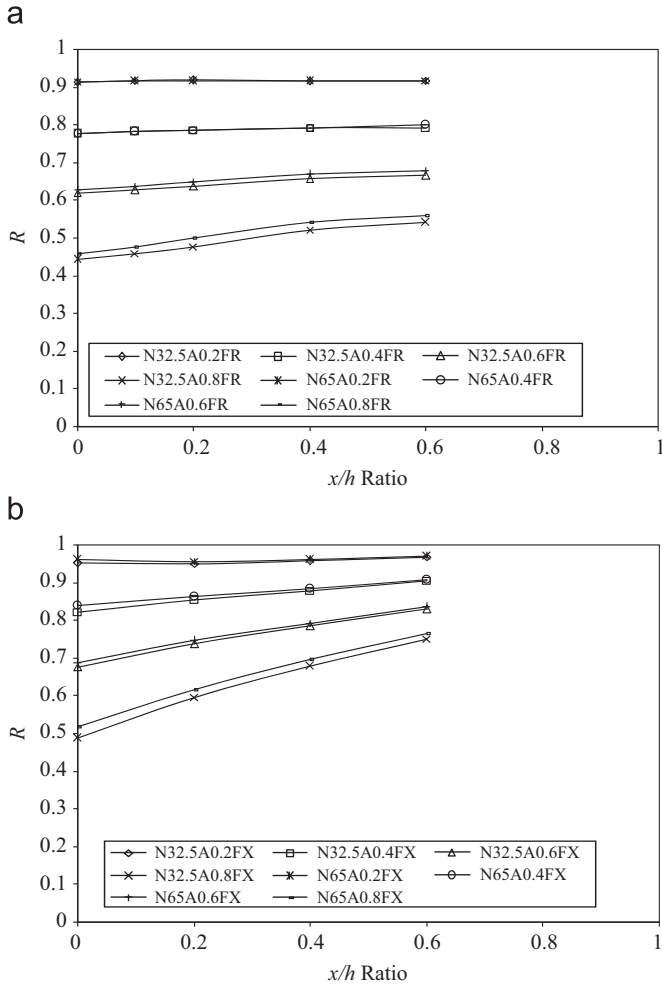 a
1
0.9
0.8
0.7
0.6
0.5
0.4
0.3
0.2
0.1
0
R
N32.5A0.2FR N32.5A0.4FR N32.5A0.6FR
N32.5A0.8FR N65A0.2FR N65A0.4FR
N65A0.6FR N65A0.8FR
0 0.2 0.4 0.6 0.8 1
x/h Ratio
b
1
0.9
0.8
0.7
0.6
0.5
0.4
0.3
0.2
0.1
0
R
N32.5A0.2FX N32.5A0.4FX N32.5A0.6FX
N32.5A0.8FX N65A0.2FX N65A0.4FX
N65A0.6FX N65A0.8FX
0 0.2 0.4 0.6 0.8 1
x/h Ratio